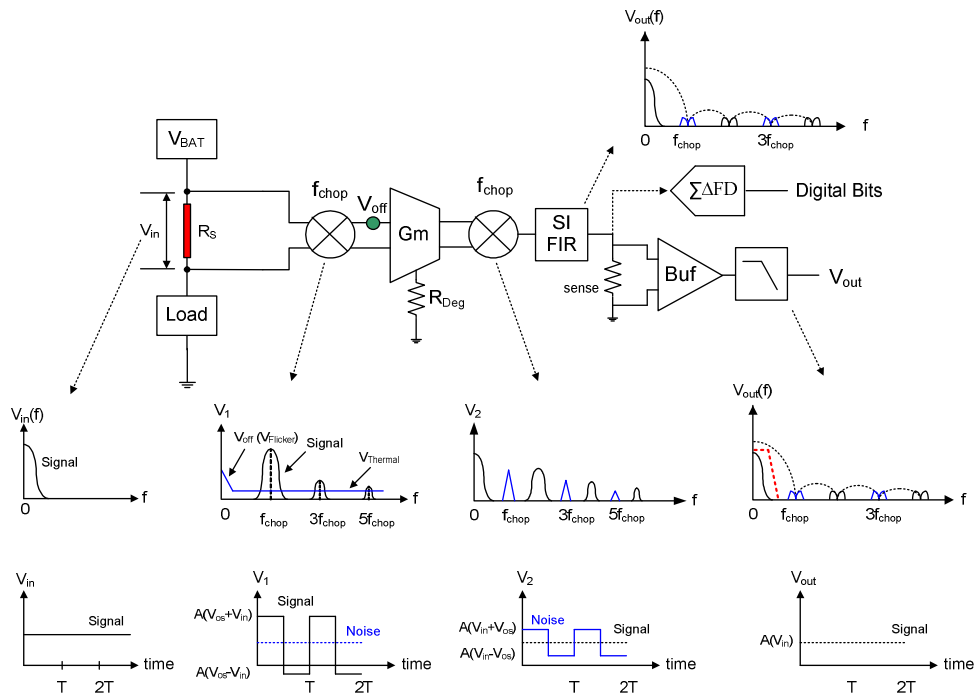 Vout(f)
f
0
fchop
3fchop
VBAT
Vin
RS
Load
fchop
Voff
Gm
RDeg
fchop
SI
FIR
∑ΔFD
Digital Bits
sense
Buf
Vout
Vin(f)
Signal
f
0
V1
Voff (VFlicker)
Signal
VThermal
f
0
fchop
3fchop
5fchop
V2
f
0
fchop
3fchop
5fchop
Vout(f)
f
0
fchop
3fchop
Vin
Signal
time
T
2T
V1
A(Vos+Vin)
Signal
Noise
A(Vos-Vin)
time
T
2T
V2
A(Vin+Vos)
Noise
Signal
A(Vin-Vos)
time
T
2T
Vout
Signal
A(Vin)
time
T
2T